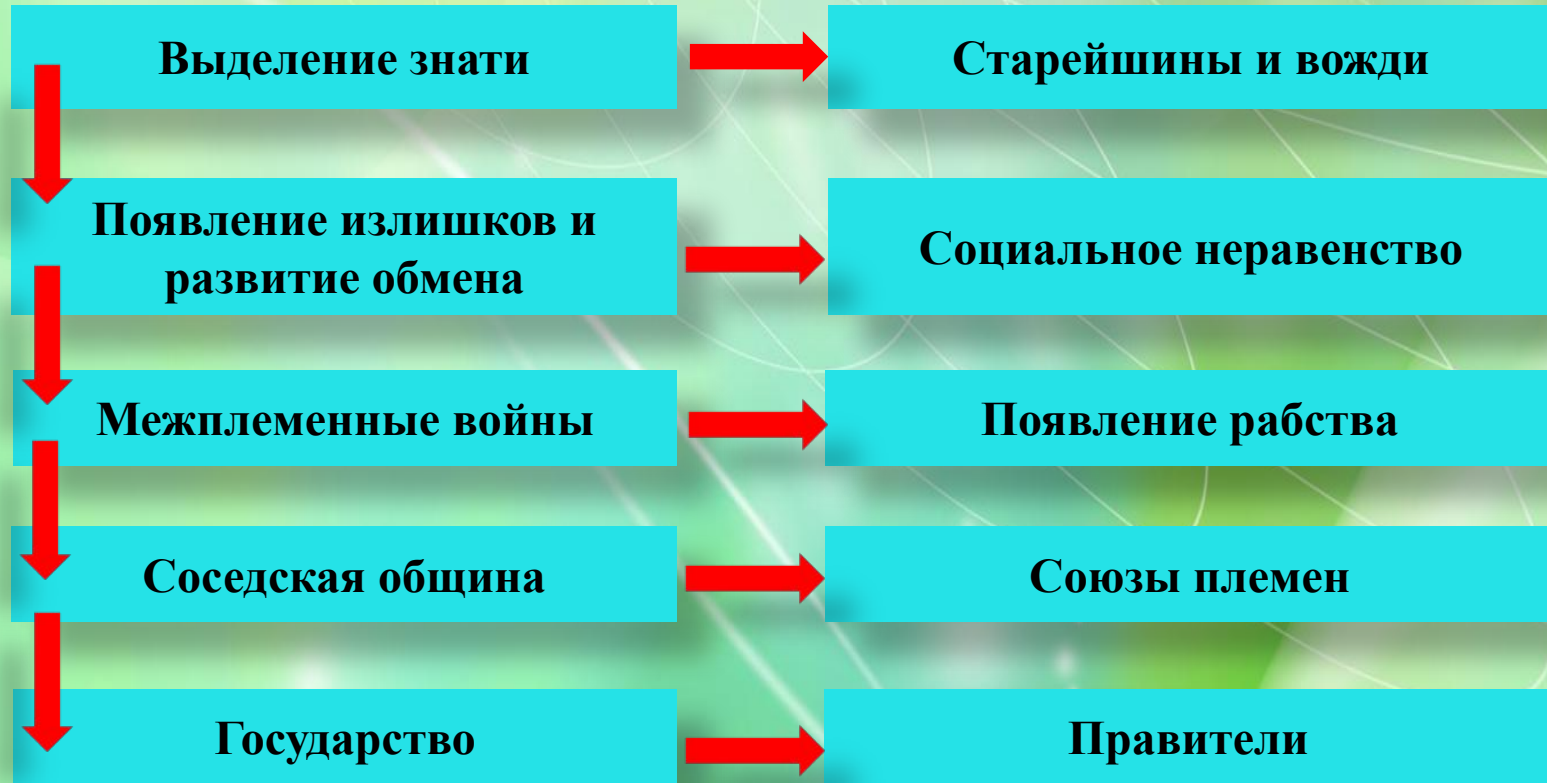 Выделение знати
Старейшины и вожди
Появление излишков и
развитие обмена
Социальное неравенство
Межплеменные войны
Появление рабства
Соседская община
Союзы племен
Государство
Правители